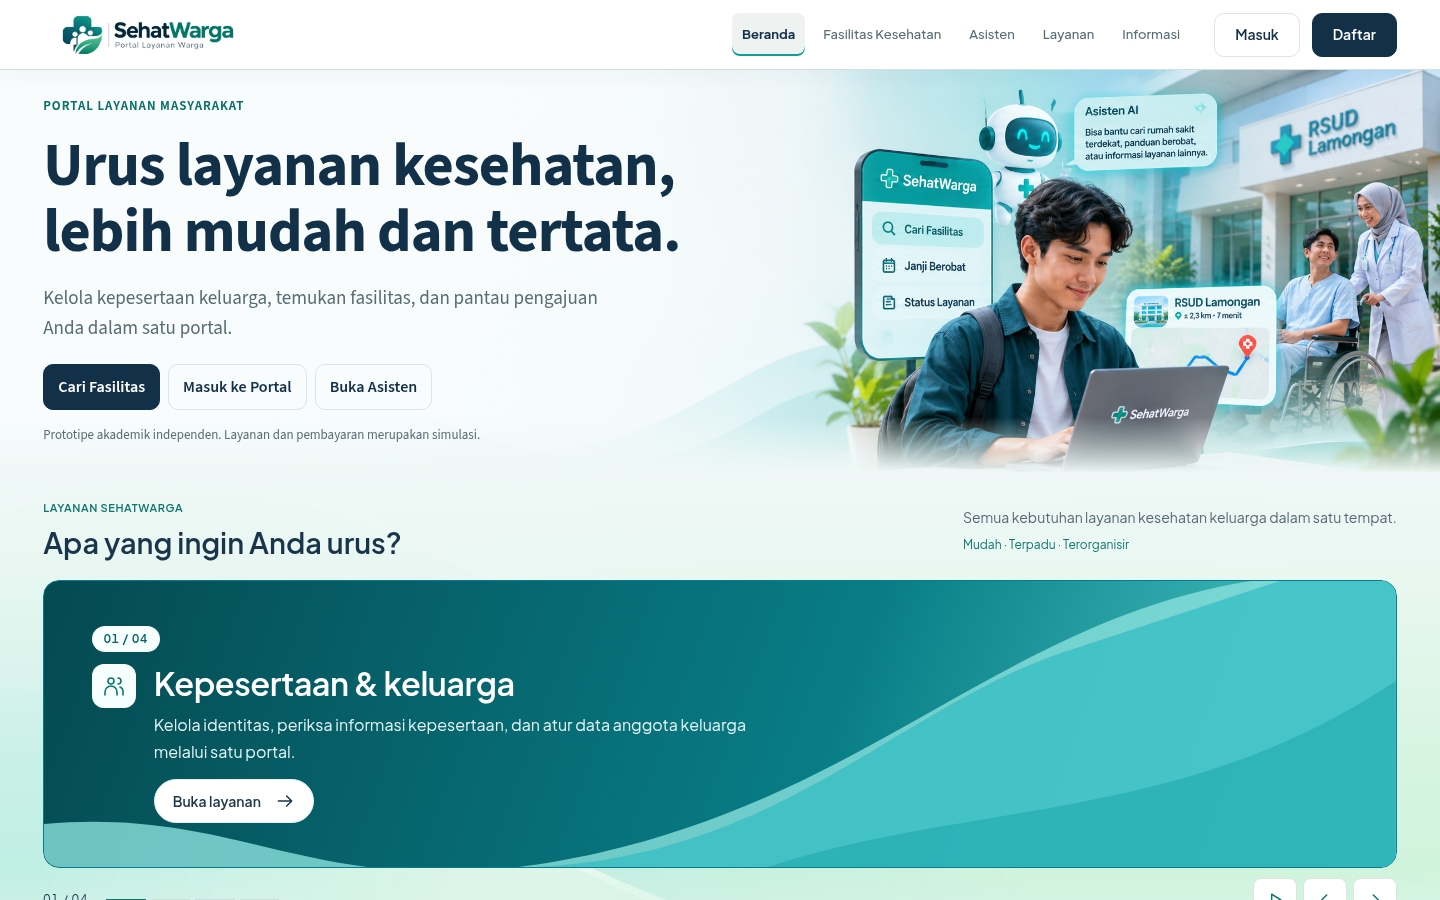 SehatWarga
Portal Layanan Warga
Beranda
Fasilitas Kesehatan
Asisten
Layanan
Informasi
Masuk
Daftar
PORTAL LAYANAN MASYARAKAT
Urus layanan kesehatan,
lebih mudah dan tertata.
Kelola kepesertaan keluarga, temukan fasilitas, dan pantau pengajuan
Anda dalam satu portal.
Cari Fasilitas
Masuk ke Portal
Buka Asisten
Prototipe akademik independen. Layanan dan pembayaran merupakan simulasi.
Asisten AI
Bisa bantu cari rumah sakit
terdekat, panduan berobat,
atau informasi layanan lainnya.
RSUD
Lamongan
SehatWarga
Cari Fasilitas
Janji Berobat
Status Layanan
RSUD Lamongan
± 2,3 km • 7 menit
SehatWarga
LAYANAN SEHATWARGA
Apa yang ingin Anda urus?
Semua kebutuhan layanan kesehatan keluarga dalam satu tempat.
Mudah · Terpadu · Terorganisir
01 / 04
Kepesertaan & keluarga
Kelola identitas, periksa informasi kepesertaan, dan atur data anggota keluarga
melalui satu portal.
Buka layanan
01 / 04